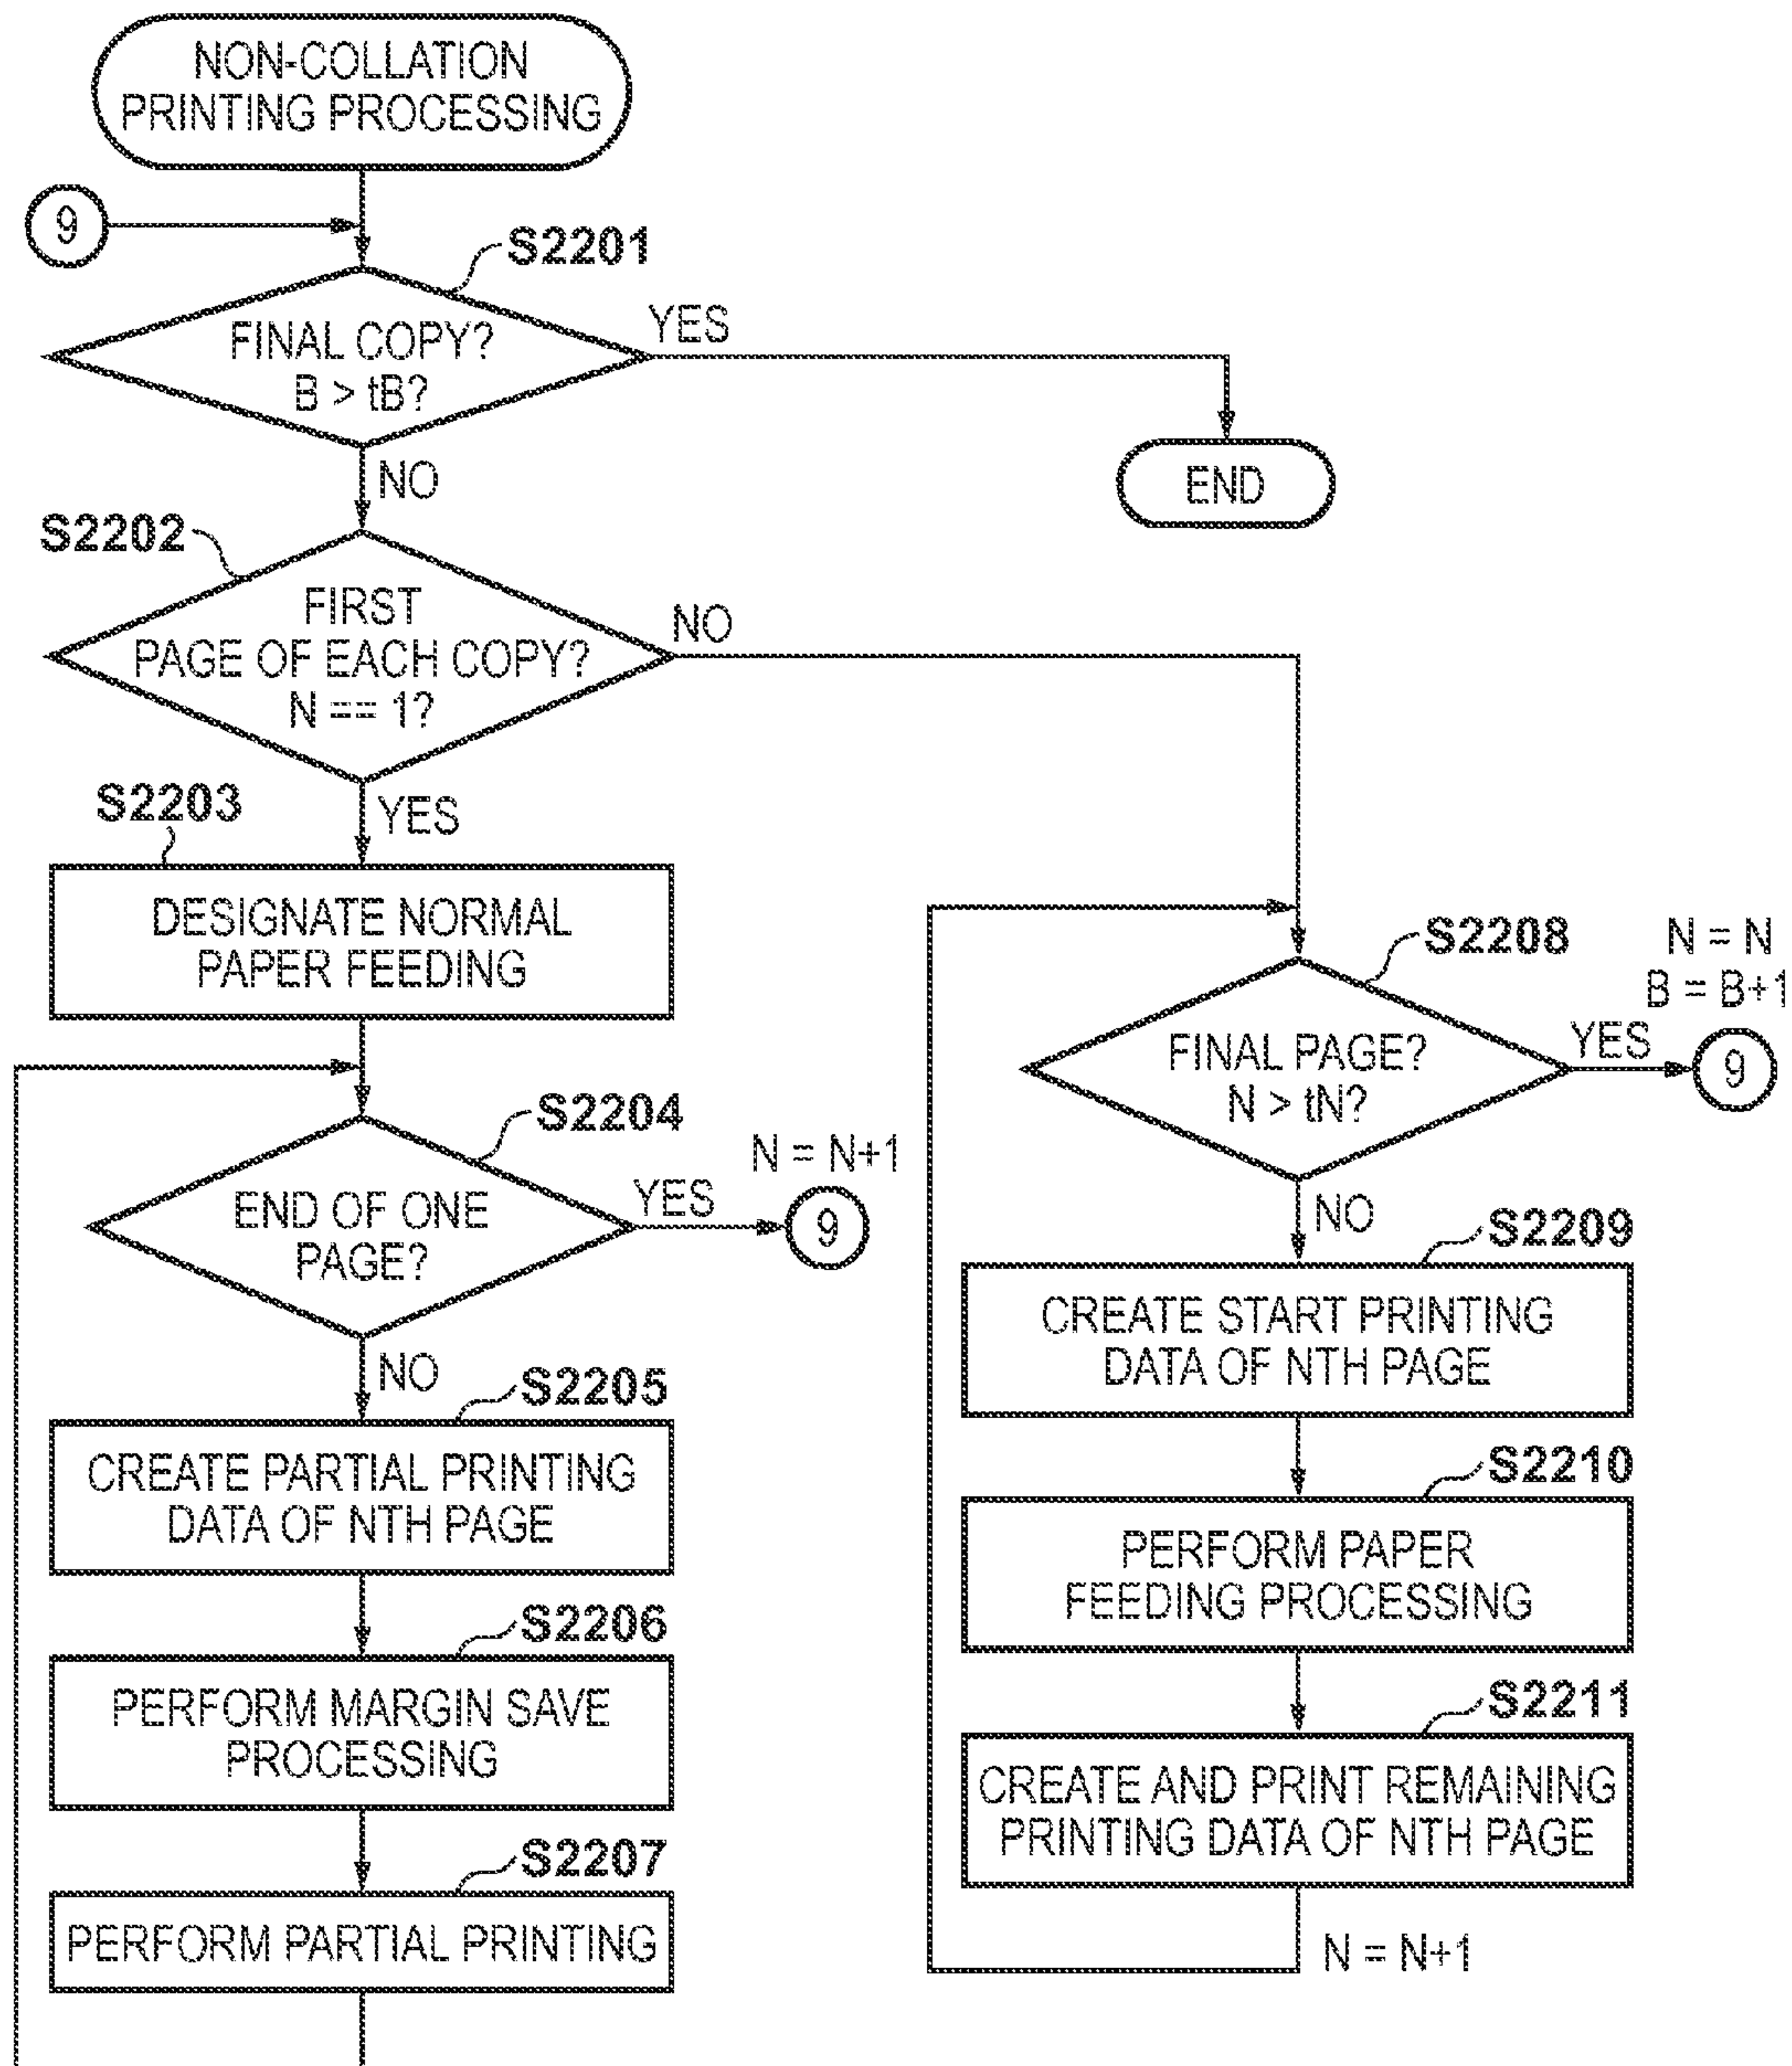 NON-COLLATION
PRINTING PROCESSING
9
S2201
FINAL COPY?
B > tB?
YES
NO
END
S2202
FIRST
PAGE OF EACH COPY?
N == 1?
NO
YES
S2203
DESIGNATE NORMAL
PAPER FEEDING
S2204
END OF ONE
PAGE?
YES
N = N+1
9
NO
S2205
CREATE PARTIAL PRINTING
DATA OF NTH PAGE
S2206
PERFORM MARGIN SAVE
PROCESSING
S2207
PERFORM PARTIAL PRINTING
S2208
FINAL PAGE?
N > tN?
YES
N = N
B = B+1
9
NO
S2209
CREATE START PRINTING
DATA OF NTH PAGE
S2210
PERFORM PAPER
FEEDING PROCESSING
S2211
CREATE AND PRINT REMAINING
PRINTING DATA OF NTH PAGE
N = N+1